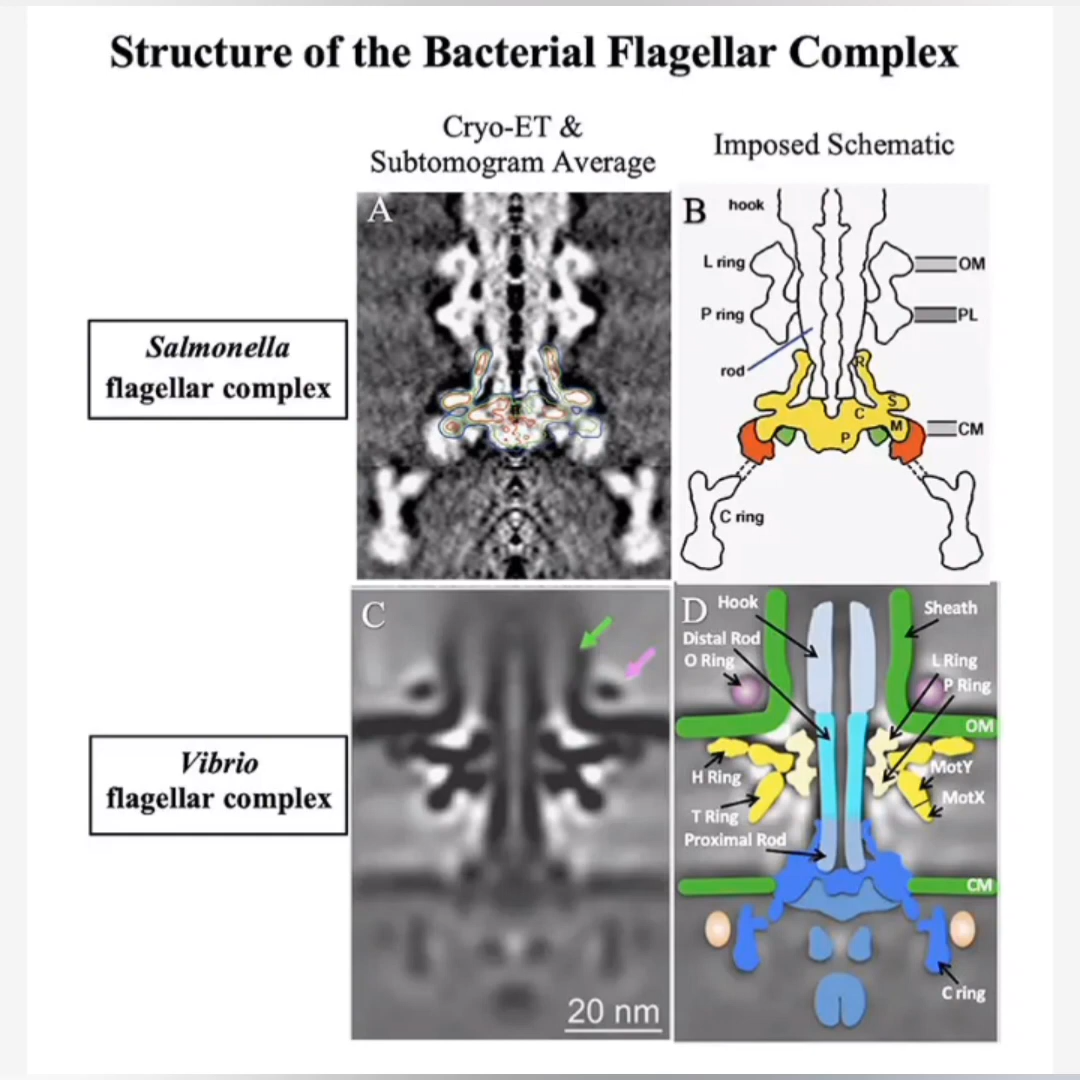 Structure of the Bacterial Flagellar Complex
Cryo-ET &
Subtomogram Average
Imposed Schematic
Salmonella
flagellar complex
A
B
hook
L ring
OM
P ring
PL
rod
R
S
C
M
P
CM
C ring
Vibrio
flagellar complex
C
20 nm
D
Hook
Sheath
Distal Rod
O Ring
L Ring
P Ring
OM
H Ring
MotY
MotX
T Ring
Proximal Rod
CM
C ring